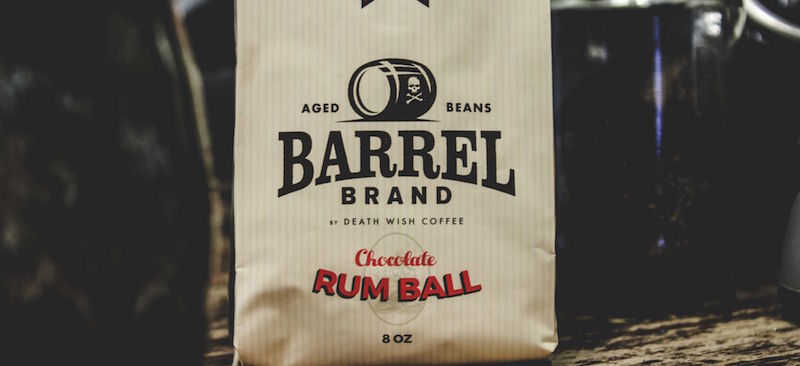 AGED BEANS
BARREL
BRAND
BY DEATH WISH COFFEE
Chocolate
RUM BALL
8 OZ